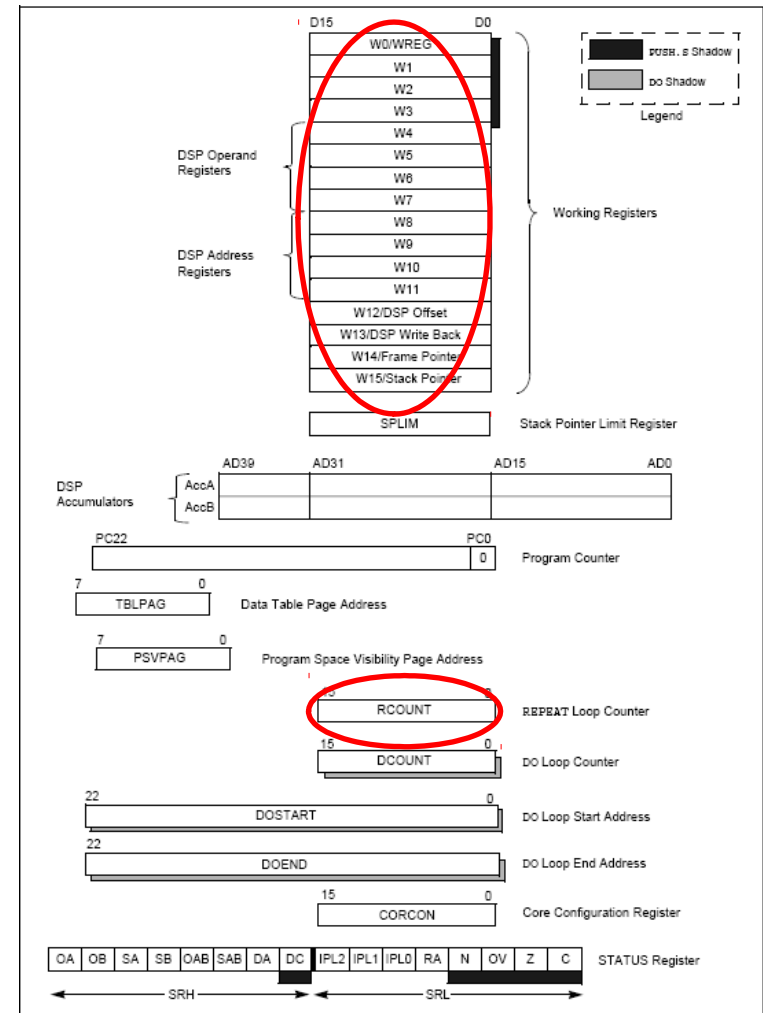 D15 D0
W0/WREG
PUSH.S Shadow
W1
DO Shadow
W2
Legend
W3
W4
DSP Operand
Registers
W5
W6
W7
Working Registers
W8
DSP Address
Registers
W9
W10
W11
W12/DSP Offset
W13/DSP Write Back
W14/Frame Pointer
W15/Stack Pointer
SPLIM Stack Pointer Limit Register
AD39 AD31 AD15 AD0
DSP
Accumulators
AccA
AccB
PC22 PC0
0 Program Counter
7 0
TBLPAG Data Table Page Address
7 0
PSVPAG Program Space Visibility Page Address
15 0
RCOUNT REPEAT Loop Counter
15 0
DCOUNT DO Loop Counter
22 0
DOSTART DO Loop Start Address
22
DOEND DO Loop End Address
15 0
CORCON Core Configuration Register
OA OB SA SB OAB SAB DA DC IPL2 IPL1 IPL0 RA N OV Z C STATUS Register
SRH SRL